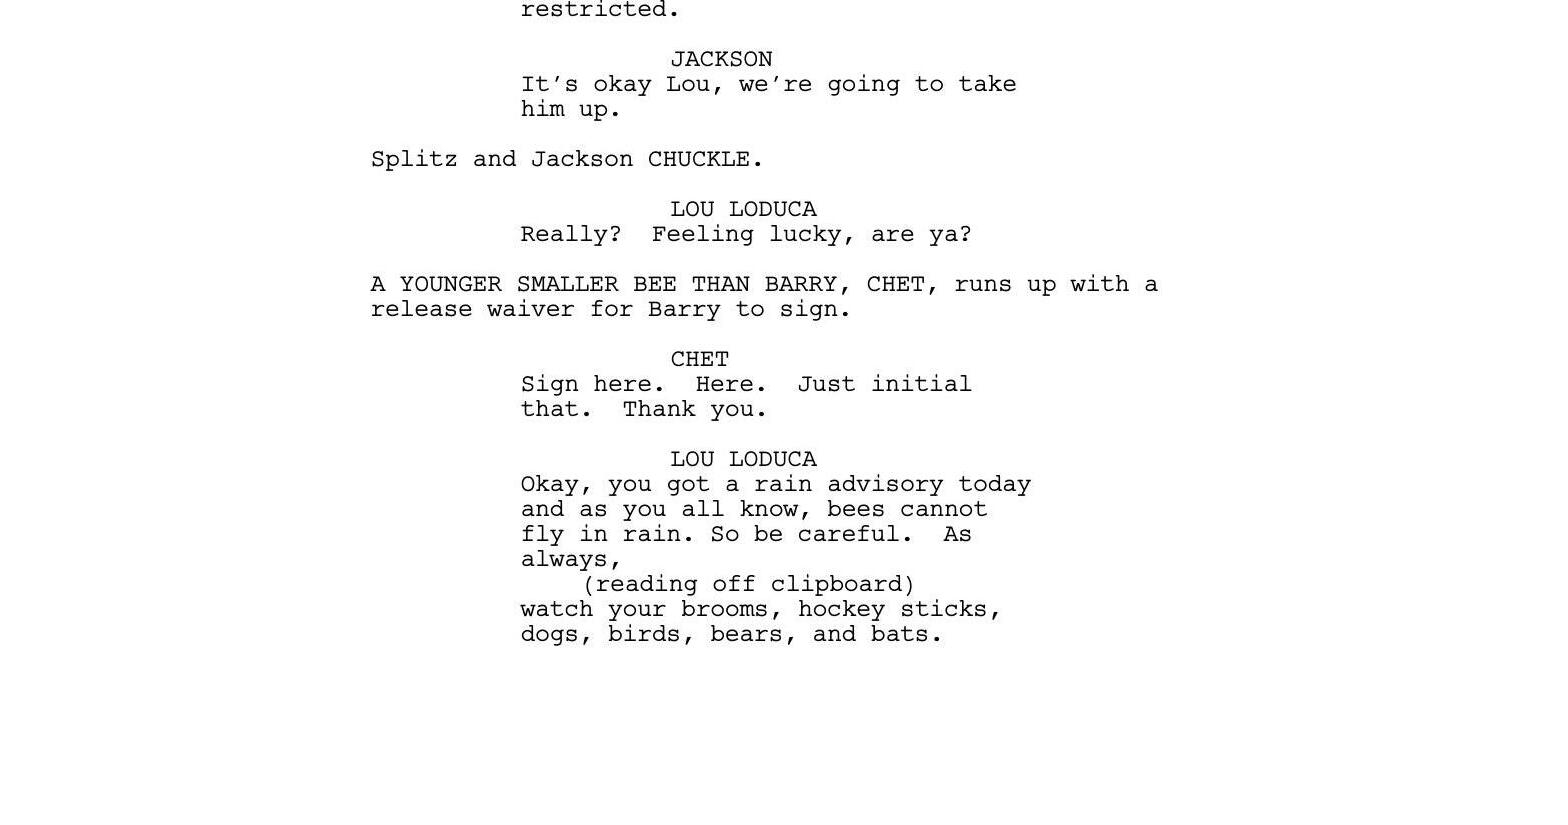 restricted.
JACKSON
It's okay Lou, we're going to take
him up.
Splitz and Jackson CHUCKLE.
LOU LODUCA
Really?  Feeling lucky, are ya?
A YOUNGER SMALLER BEE THAN BARRY, CHET, runs up with a
release waiver for Barry to sign.
CHET
Sign here.  Here.  Just initial
that.  Thank you.
LOU LODUCA
Okay, you got a rain advisory today
and as you all know, bees cannot
fly in rain. So be careful.  As
always,
(reading off clipboard)
watch your brooms, hockey sticks,
dogs, birds, bears, and bats.